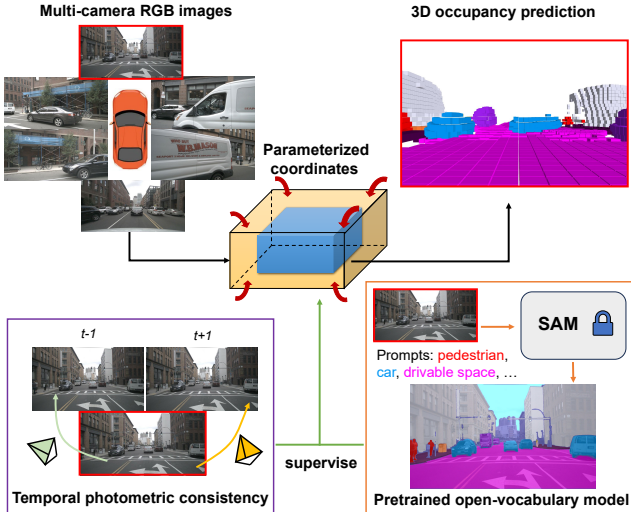 Multi-camera RGB images
3D occupancy prediction
Parameterized
coordinates
t-1
t+1
SAM
Prompts: pedestrian,
car, drivable space, …
supervise
Temporal photometric consistency
Pretrained open-vocabulary model